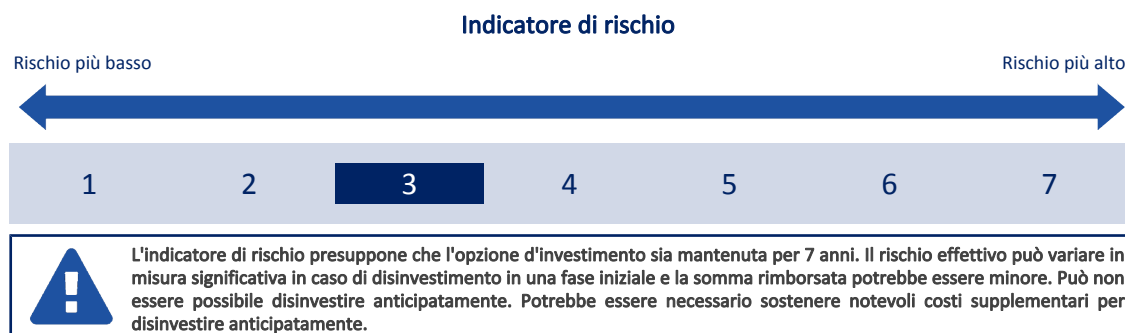 Indicatore di rischio
Rischio più basso
Rischio più alto
1 2 3 4 5 6 7
L'indicatore di rischio presuppone che l'opzione d'investimento sia mantenuta per 7 anni. Il rischio effettivo può variare in
misura significativa in caso di disinvestimento in una fase iniziale e la somma rimborsata potrebbe essere minore. Può non
essere possibile disinvestire anticipatamente. Potrebbe essere necessario sostenere notevoli costi supplementari per
disinvestire anticipatamente.